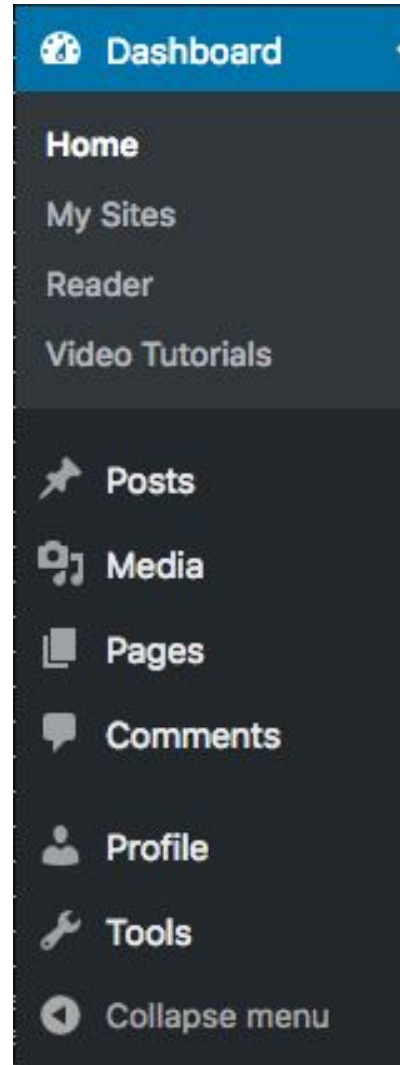 Dashboard
Home
My Sites
Reader
Video Tutorials
Posts
Media
Pages
Comments
Profile
Tools
Collapse menu